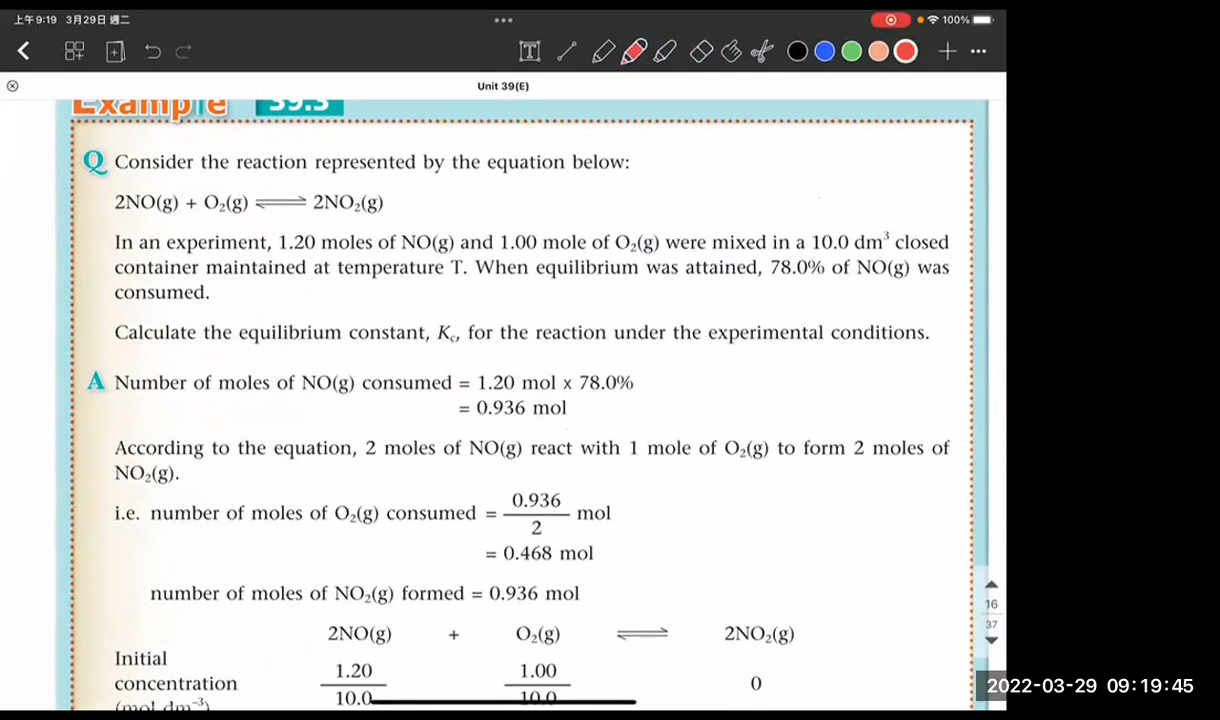 上午9:19 3月29日 週二
100%
Unit 39(E)
Example 39.3
Q Consider the reaction represented by the equation below:
2NO(g) + O₂(g) ⇌ 2NO₂(g)
In an experiment, 1.20 moles of NO(g) and 1.00 mole of O₂(g) were mixed in a 10.0 dm³ closed
container maintained at temperature T. When equilibrium was attained, 78.0% of NO(g) was
consumed.
Calculate the equilibrium constant, Kc, for the reaction under the experimental conditions.
A Number of moles of NO(g) consumed = 1.20 mol x 78.0%
= 0.936 mol
According to the equation, 2 moles of NO(g) react with 1 mole of O₂(g) to form 2 moles of
NO₂(g).
i.e. number of moles of O₂(g) consumed = 0.936/2 mol
= 0.468 mol
number of moles of NO₂(g) formed = 0.936 mol
2NO(g) + O₂(g) ⇌ 2NO₂(g)
Initial
concentration
(mol dm⁻³)
1.20/10.0 1.00/10.0 0
16
37
2022-03-29 09:19:45